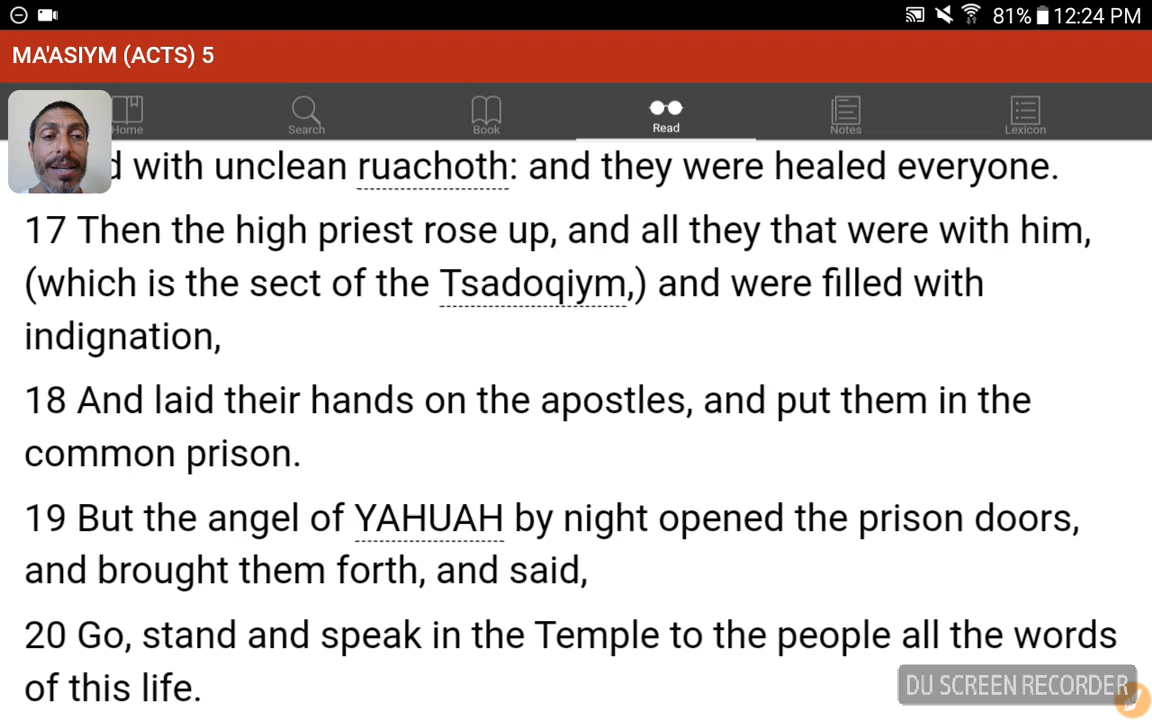 81% 12:24 PM
MA'ASIYM (ACTS) 5
Home Search Book Read Notes Lexicon
with unclean ruachoth: and they were healed everyone.
17 Then the high priest rose up, and all they that were with him,
(which is the sect of the Tsadoqiym,) and were filled with
indignation,
18 And laid their hands on the apostles, and put them in the
common prison.
19 But the angel of YAHUAH by night opened the prison doors,
and brought them forth, and said,
20 Go, stand and speak in the Temple to the people all the words
of this life.
DU SCREEN RECORDER